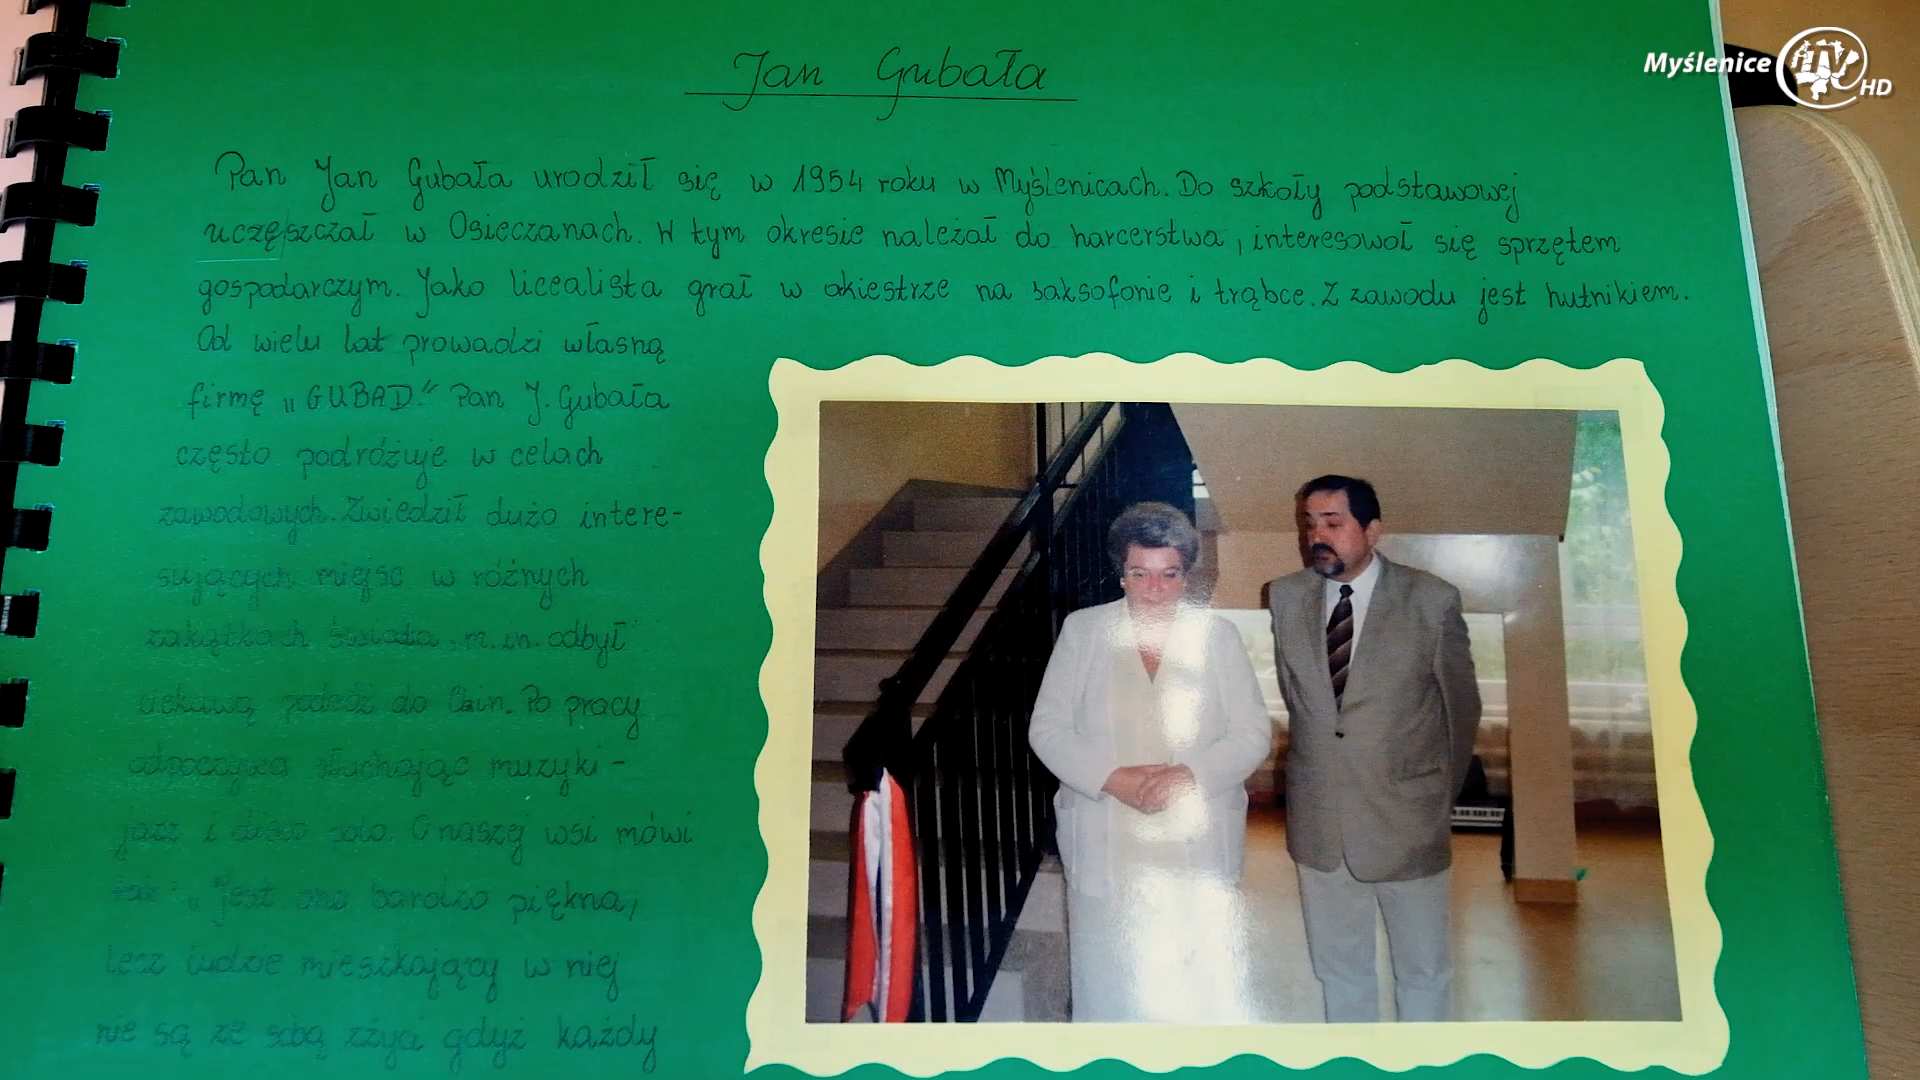 Jan Gubała
Myślenice itv HD
Pan Jan Gubała urodził się w 1954 roku w Myślenicach. Do szkoły podstawowej
uczęszczał w Osieczanach. W tym okresie należał do harcerstwa, interesował się sprzętem
gospodarczym. Jako licealista grał w okiestrze na saksofonie i trąbce. Z zawodu jest hutnikiem.
Od wielu lat prowadzi własną
firmę „GUBAD." Pan J. Gubała
często podróżuje w celach
zawodowych. Zwiedził dużo intere-
sujących miejsc w różnych
zakątkach świata, m.in. odbył
ciekawą podróż do Chin. Po pracy
odpoczywa słuchając muzyki -
jazz i disco polo. O naszej wsi mówi
tak: „Jest ona bardzo piękna,
lecz ludzie mieszkający w niej
nie są ze sobą zżyci gdyż każdy